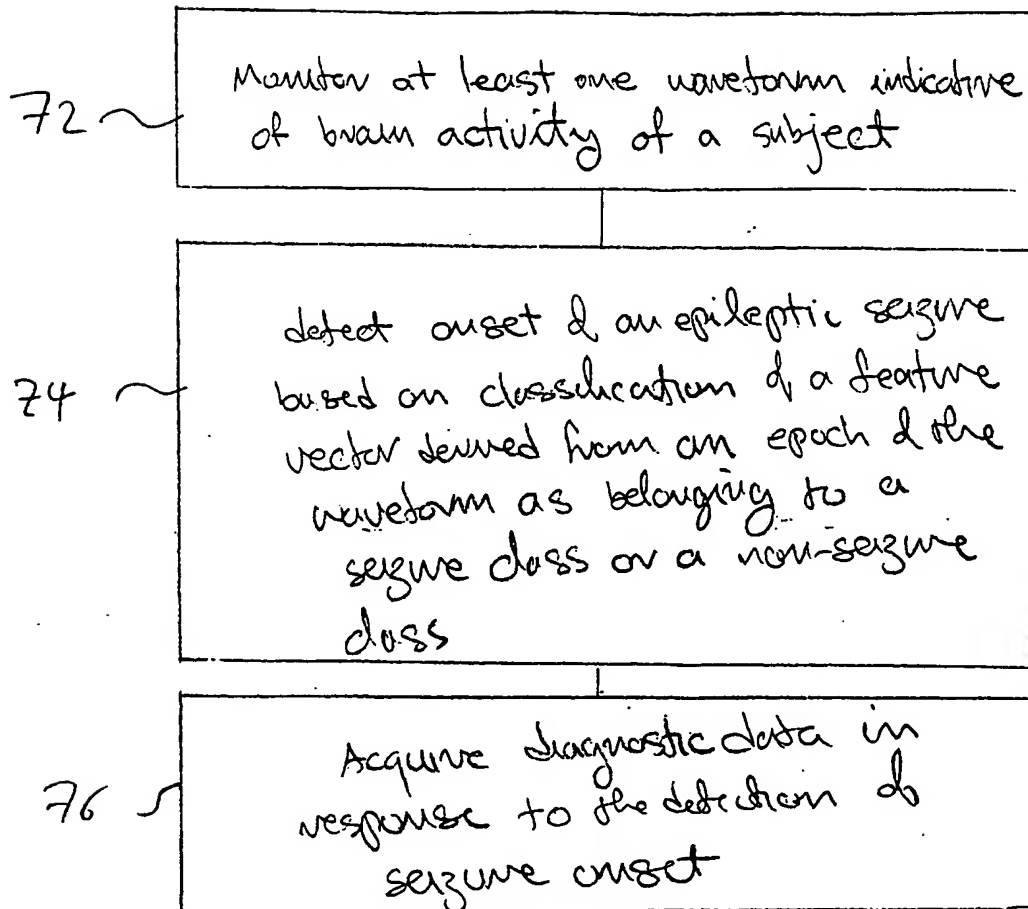 72
Monitor at least one waveform indicative
of brain activity of a subject
74
detect onset of an epileptic seizure
based on classification of a feature
vector derived from an epoch of the
waveform as belonging to a
seizure class or a non-seizure
class
76
Acquire diagnostic data in
response to the detection of
seizure onset